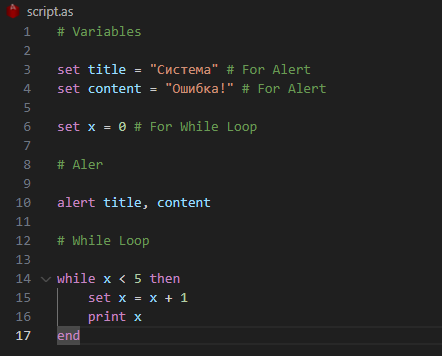 script.as
1 # Variables
2
3 set title = "Система" # For Alert
4 set content = "Ошибка!" # For Alert
5
6 set x = 0 # For While Loop
7
8 # Aler
9
10 alert title, content
11
12 # While Loop
13
14 while x < 5 then
15     set x = x + 1
16     print x
17 end